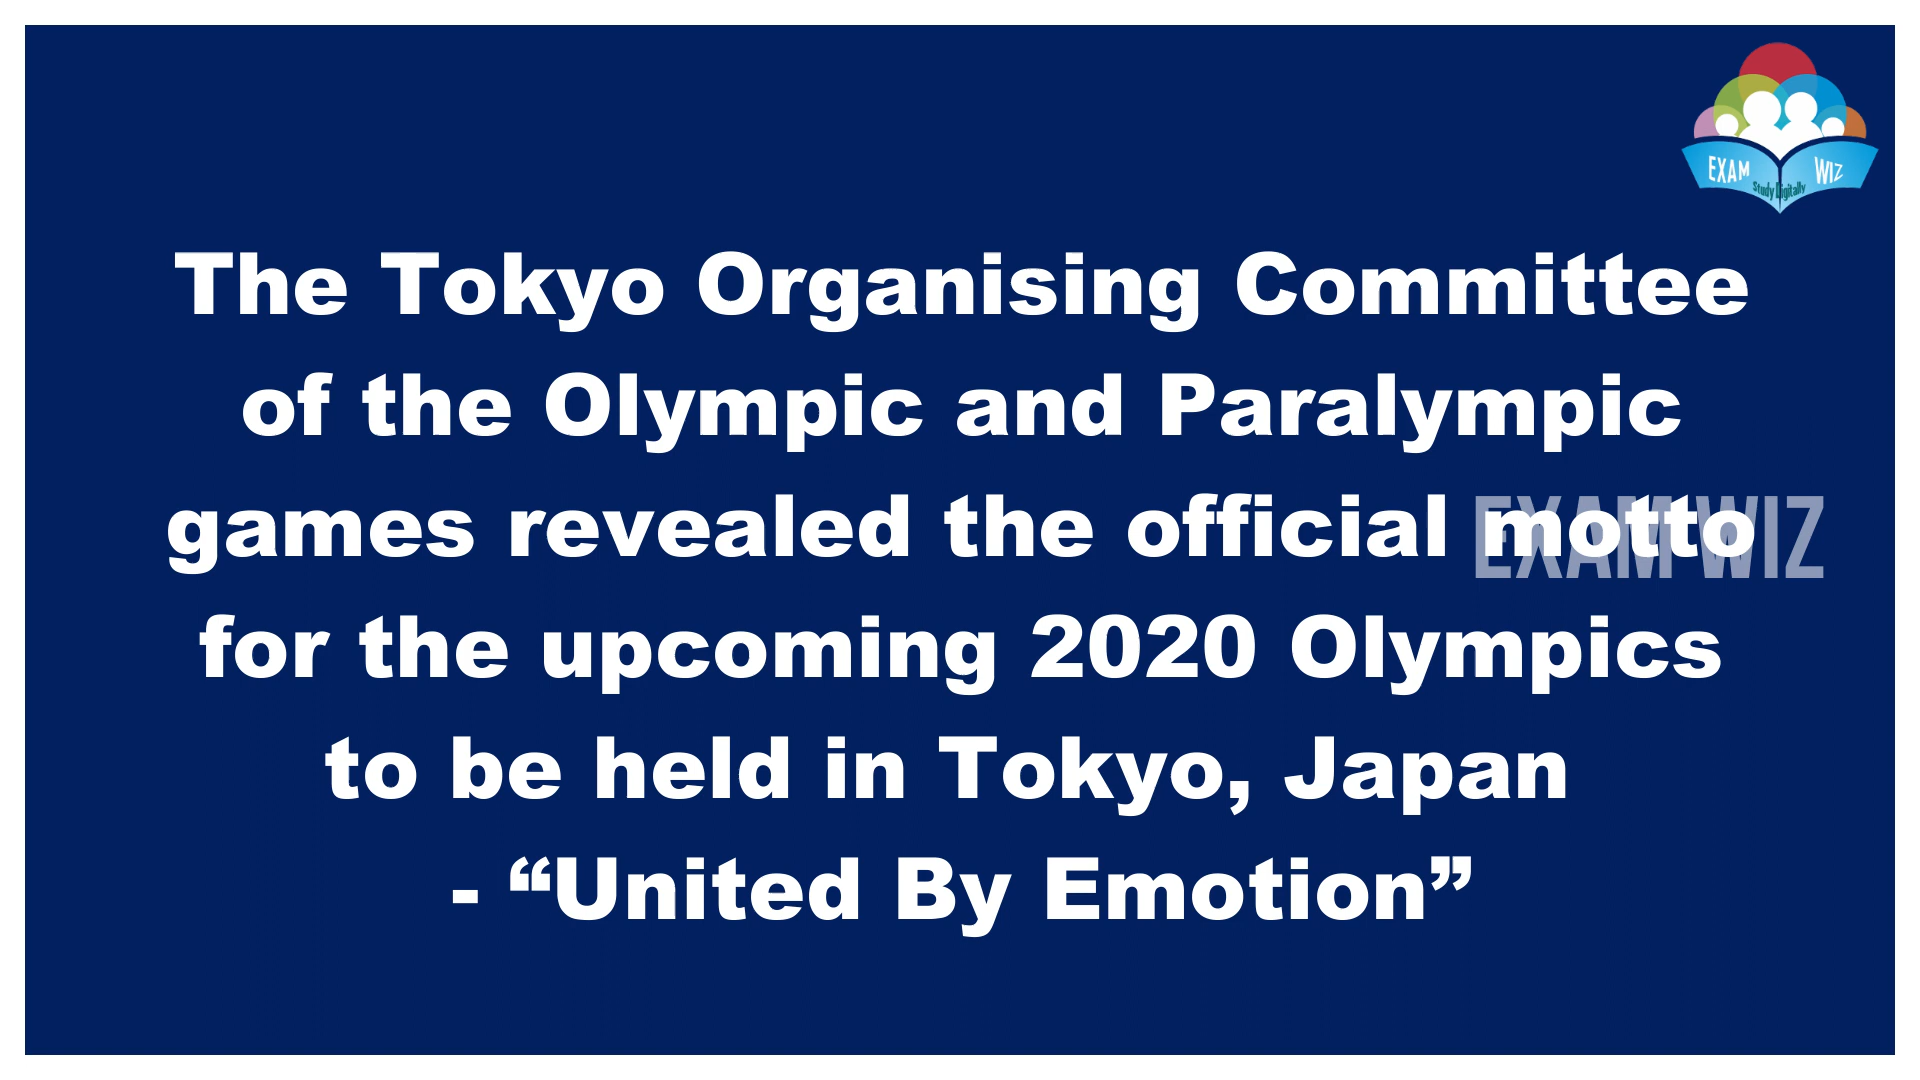 EXAM WIZ
Study Digitally
The Tokyo Organising Committee
of the Olympic and Paralympic
games revealed the official motto
EXAM WIZ
for the upcoming 2020 Olympics
to be held in Tokyo, Japan
- “United By Emotion”